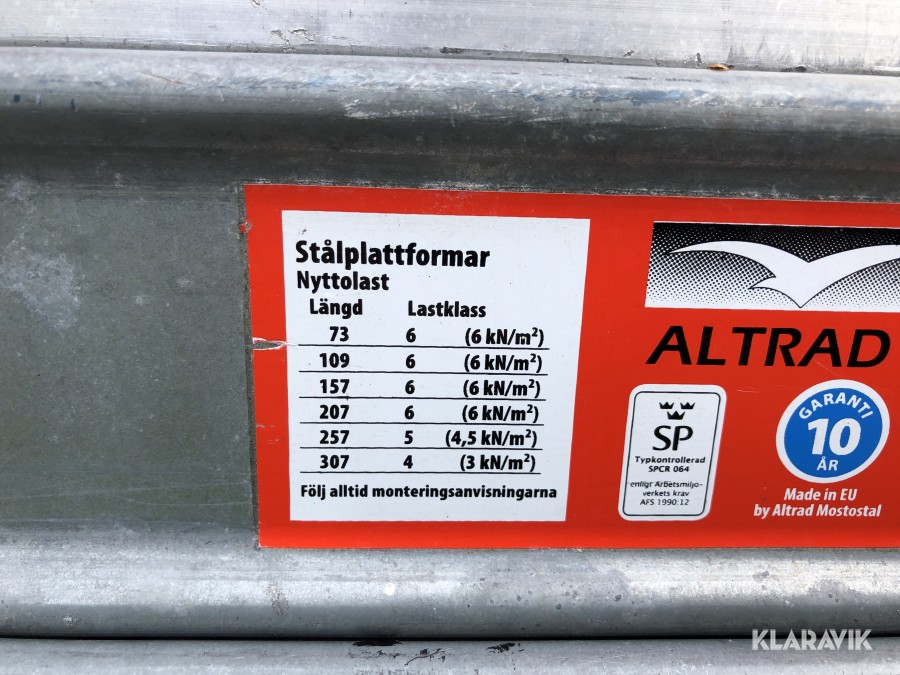 Stålplattformar
Nyttolast
Längd Lastklass
73 6 (6 kN/m²)
109 6 (6 kN/m²)
157 6 (6 kN/m²)
207 6 (6 kN/m²)
257 5 (4,5 kN/m²)
307 4 (3 kN/m²)
Följ alltid monteringsanvisningarna
ALTRAD
SP
Typkontrollerad
SPCR 064
enligt Arbetsmiljö-
verkets krav
AFS 1990:12
GARANTI
10
ÅR
Made in EU
by Altrad Mostostal
KLARAVIK